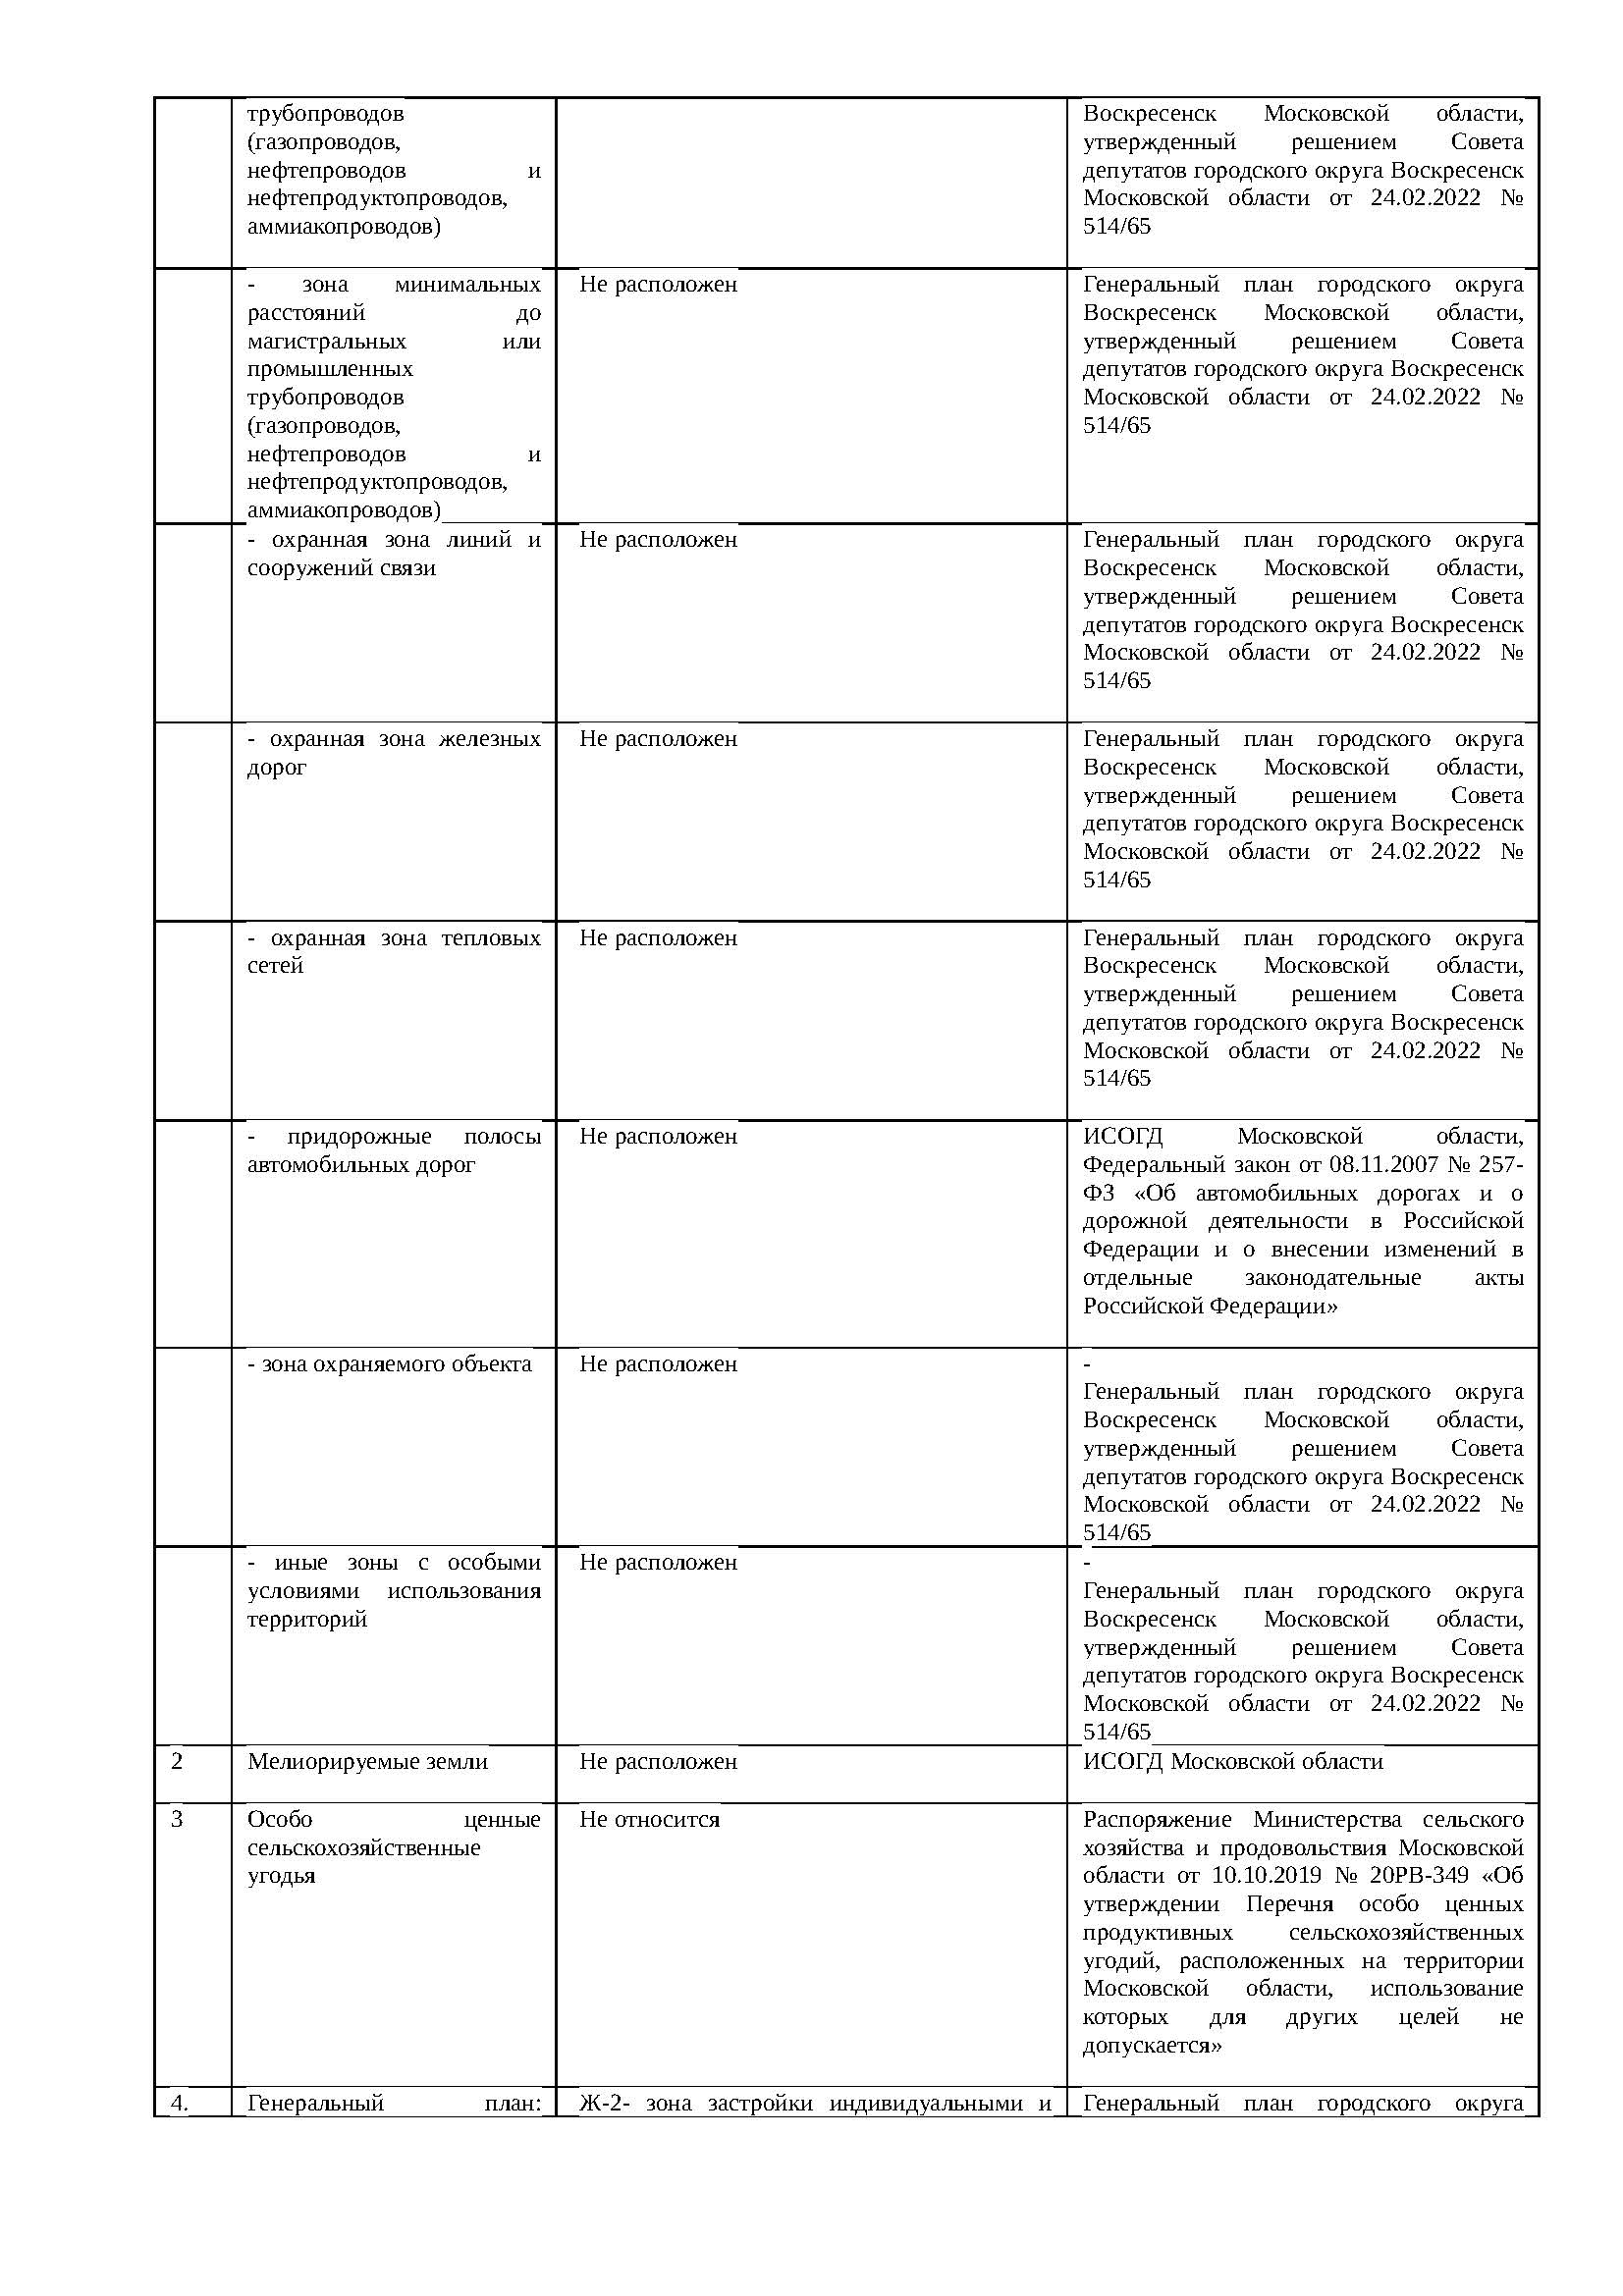 трубопроводов
(газопроводов,
нефтепроводов и
нефтепродуктопроводов,
аммиакопроводов)
Воскресенск Московской области,
утвержденный решением Совета
депутатов городского округа Воскресенск
Московской области от 24.02.2022 №
514/65
- зона минимальных
расстояний до
магистральных или
промышленных
трубопроводов
(газопроводов,
нефтепроводов и
нефтепродуктопроводов,
аммиакопроводов)
Не расположен
Генеральный план городского округа
Воскресенск Московской области,
утвержденный решением Совета
депутатов городского округа Воскресенск
Московской области от 24.02.2022 №
514/65
- охранная зона линий и
сооружений связи
Не расположен
Генеральный план городского округа
Воскресенск Московской области,
утвержденный решением Совета
депутатов городского округа Воскресенск
Московской области от 24.02.2022 №
514/65
- охранная зона железных
дорог
Не расположен
Генеральный план городского округа
Воскресенск Московской области,
утвержденный решением Совета
депутатов городского округа Воскресенск
Московской области от 24.02.2022 №
514/65
- охранная зона тепловых
сетей
Не расположен
Генеральный план городского округа
Воскресенск Московской области,
утвержденный решением Совета
депутатов городского округа Воскресенск
Московской области от 24.02.2022 №
514/65
- придорожные полосы
автомобильных дорог
Не расположен
ИСОГД Московской области,
Федеральный закон от 08.11.2007 № 257-
ФЗ «Об автомобильных дорогах и о
дорожной деятельности в Российской
Федерации и о внесении изменений в
отдельные законодательные акты
Российской Федерации»
- зона охраняемого объекта
Не расположен
-
Генеральный план городского округа
Воскресенск Московской области,
утвержденный решением Совета
депутатов городского округа Воскресенск
Московской области от 24.02.2022 №
514/65
- иные зоны с особыми
условиями использования
территорий
Не расположен
-
Генеральный план городского округа
Воскресенск Московской области,
утвержденный решением Совета
депутатов городского округа Воскресенск
Московской области от 24.02.2022 №
514/65
2
Мелиорируемые земли
Не расположен
ИСОГД Московской области
3
Особо ценные
сельскохозяйственные
угодья
Не относится
Распоряжение Министерства сельского
хозяйства и продовольствия Московской
области от 10.10.2019 № 20РВ-349 «Об
утверждении Перечня особо ценных
продуктивных сельскохозяйственных
угодий, расположенных на территории
Московской области, использование
которых для других целей не
допускается»
4.
Генеральный план:
Ж-2- зона застройки индивидуальными и
Генеральный план городского округа